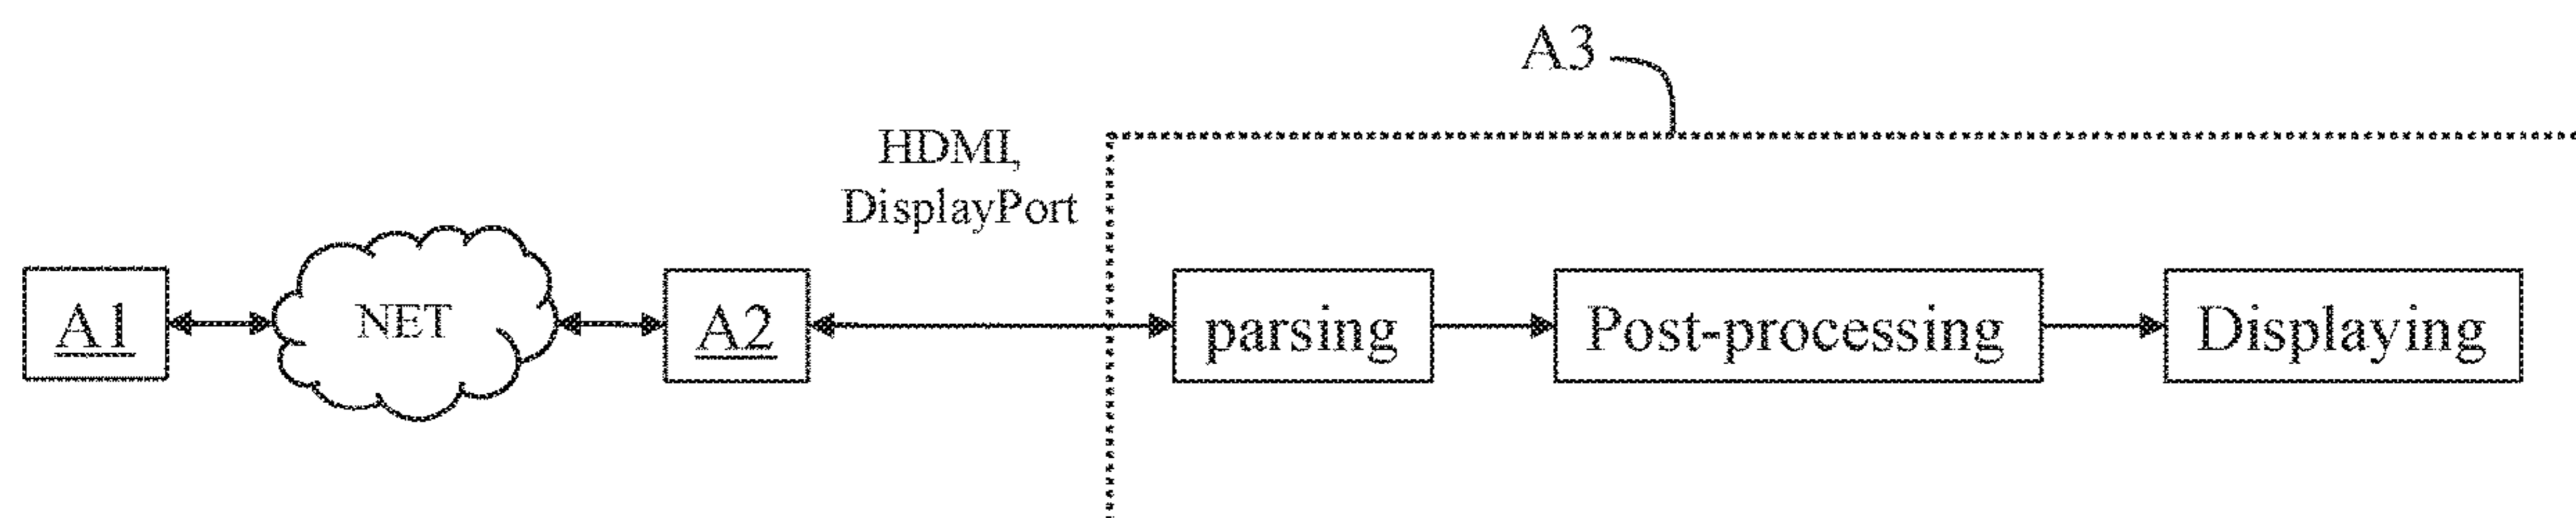 A3
HDMI,
DisplayPort
A1
NET
A2
parsing
Post-processing
Displaying